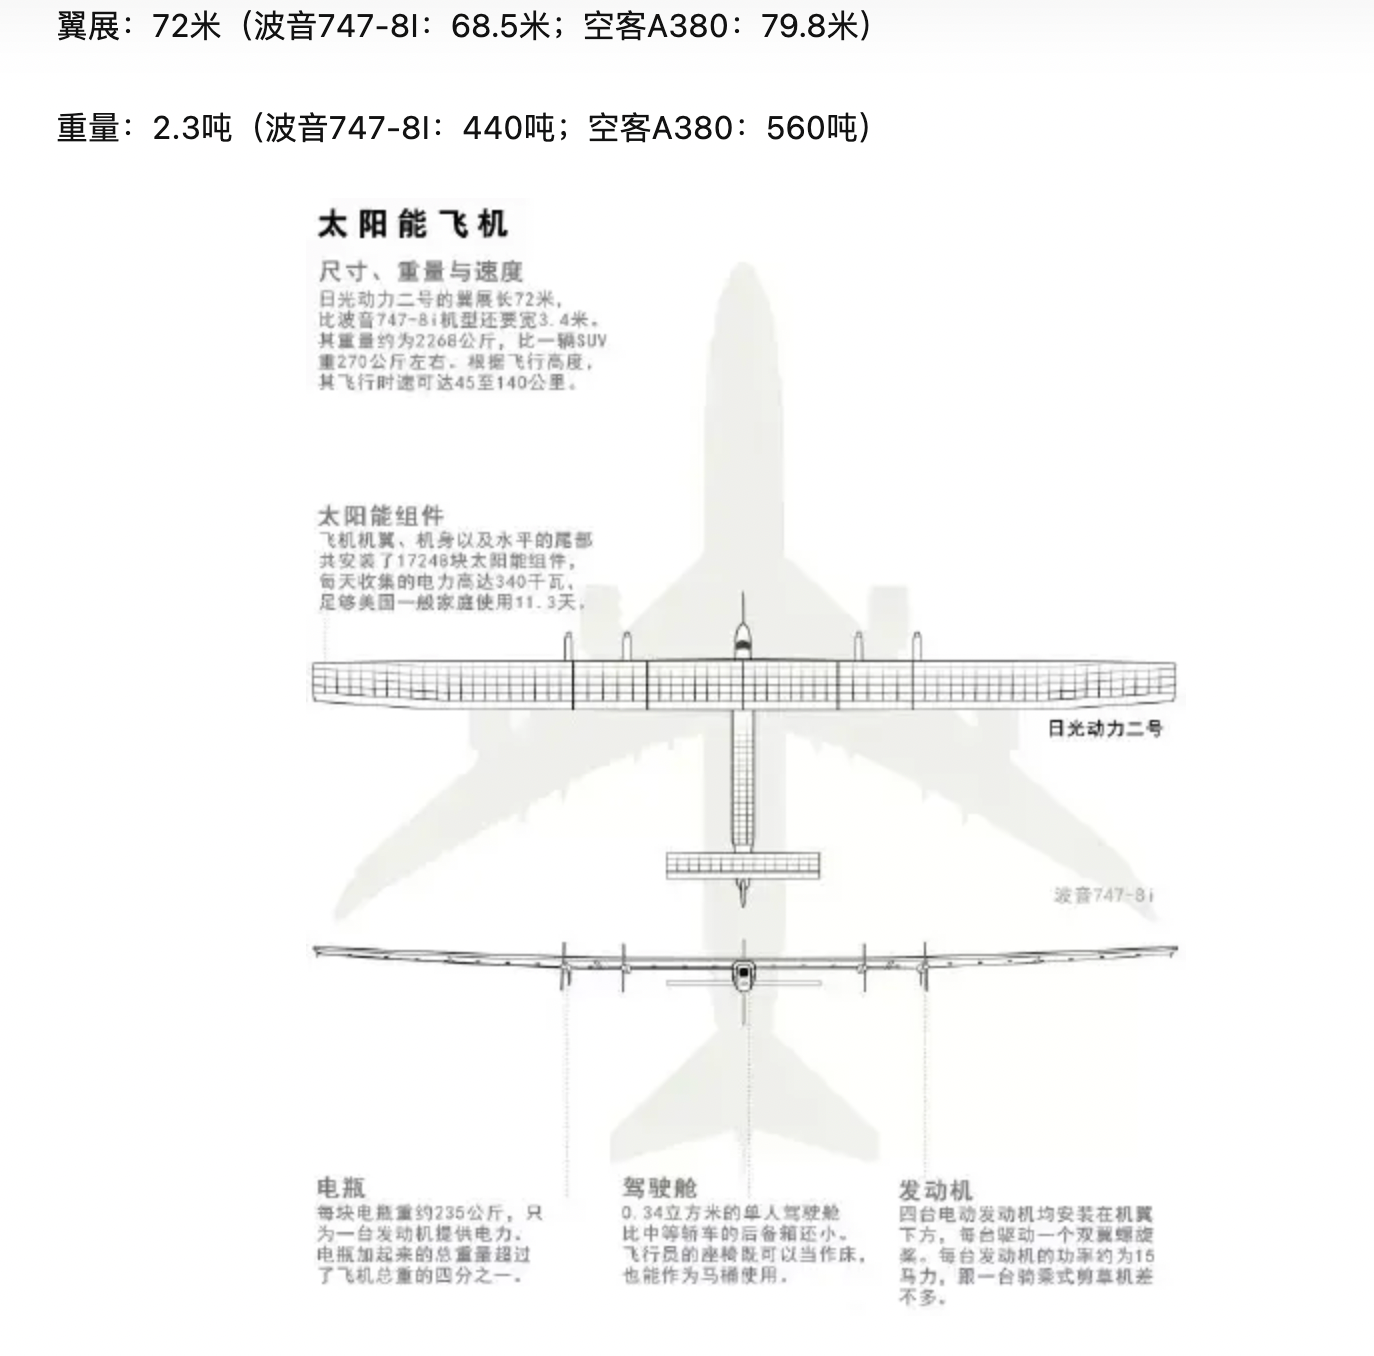 翼展：72米（波音747-8I：68.5米；空客A380：79.8米）
重量：2.3吨（波音747-8I：440吨；空客A380：560吨）
太阳能飞机
尺寸、重量与速度
日光动力二号的翼展长72米，
比波音747-8i机型还要宽3.4米。
其重量约为2268公斤，比一辆SUV
重270公斤左右。根据飞行高度，
其飞行时速可达45至140公里。
太阳能组件
飞机机翼、机身以及水平的尾部
共安装了17248块太阳能组件，
每天收集的电力高达340千瓦，
足够美国一般家庭使用11.3天。
日光动力二号
波音747-8i
电瓶
每块电瓶重约235公斤，只
为一台发动机提供电力。
电瓶加起来的总重量超过
了飞机总重的四分之一。
驾驶舱
0.34立方米的单人驾驶舱
比中等轿车的后备箱还小。
飞行员的座椅既可以当作床，
也能作为马桶使用。
发动机
四台电动发动机均安装在机翼
下方，每台驱动一个双翼螺旋
桨。每台发动机的功率约为15
马力，跟一台骑乘式剪草机差
不多。